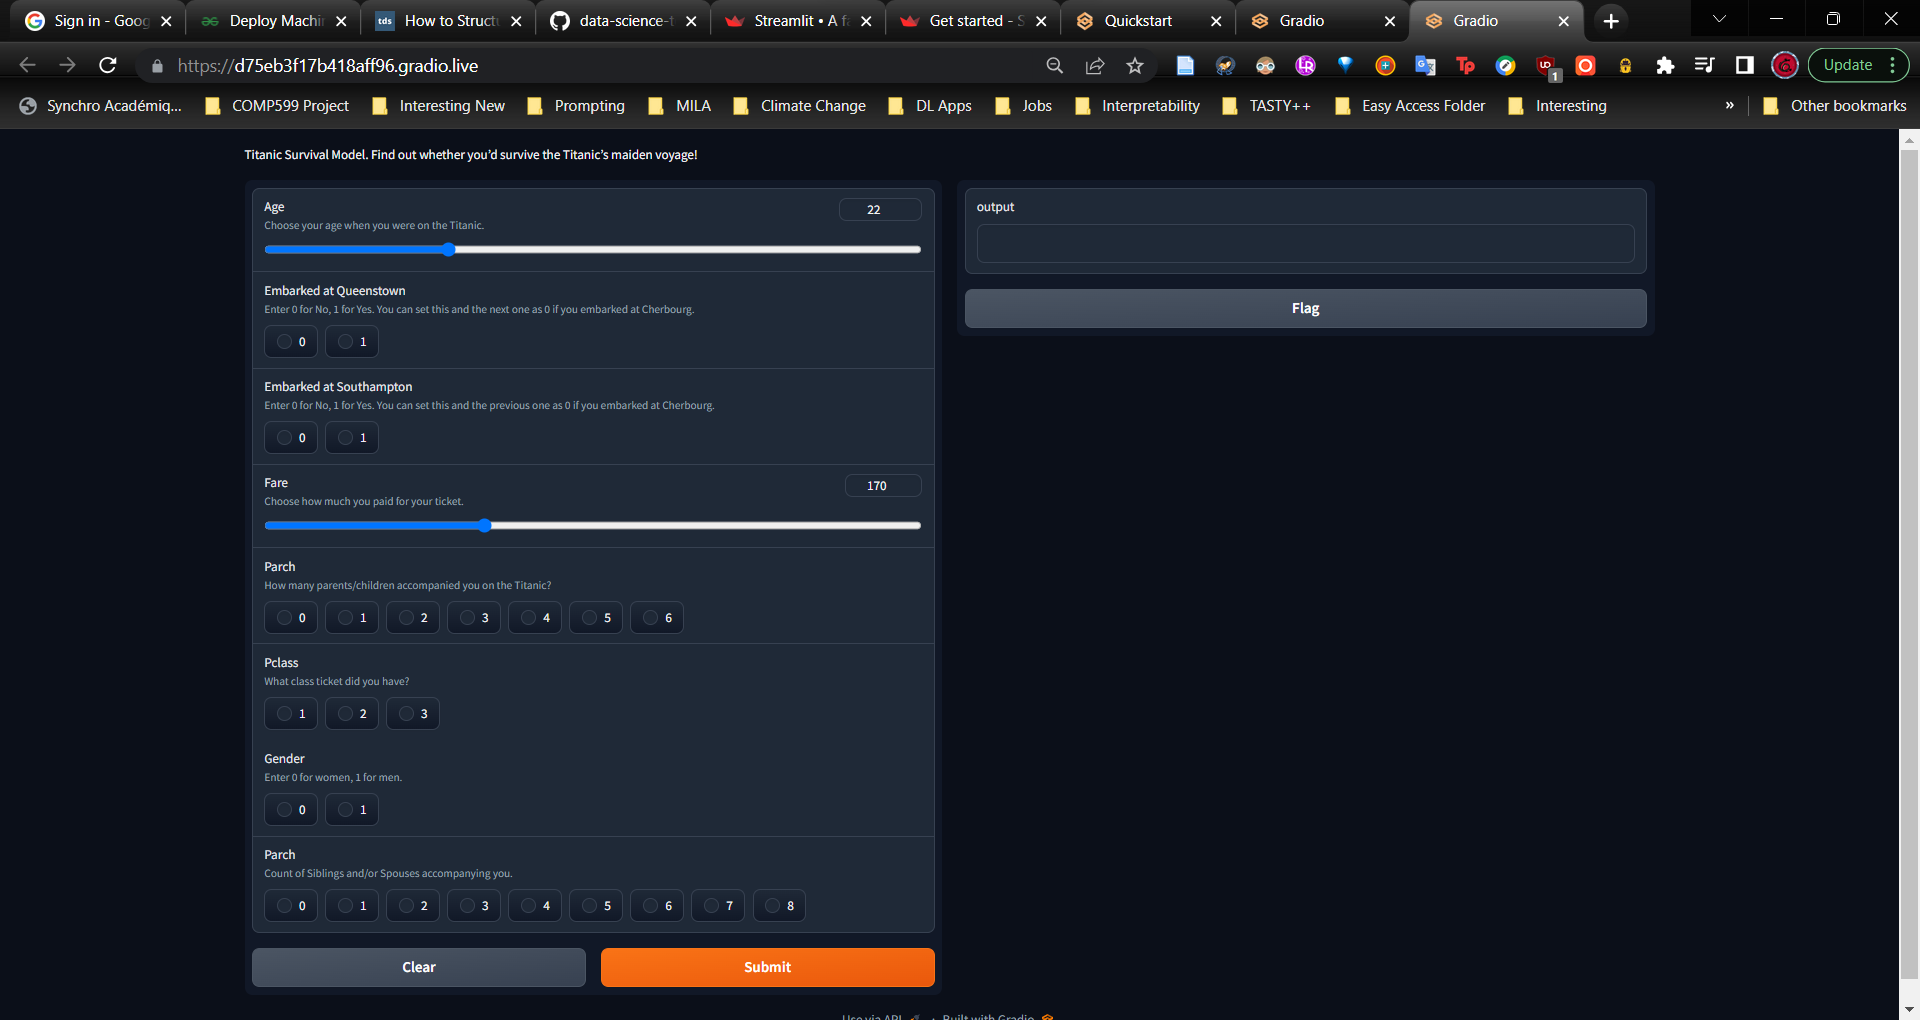 Sign in - Goog
Deploy Machi
How to Struct
data-science-t
Streamlit • A f
Get started - S
Quickstart
Gradio
Gradio
https://d75eb3f17b418aff96.gradio.live
Update
Synchro Académiq...
COMP599 Project
Interesting New
Prompting
MILA
Climate Change
DL Apps
Jobs
Interpretability
TASTY++
Easy Access Folder
Interesting
»
Other bookmarks
Titanic Survival Model. Find out whether you’d survive the Titanic’s maiden voyage!
Age
22
Choose your age when you were on the Titanic.
Embarked at Queenstown
Enter 0 for No, 1 for Yes. You can set this and the next one as 0 if you embarked at Cherbourg.
0 1
Embarked at Southampton
Enter 0 for No, 1 for Yes. You can set this and the previous one as 0 if you embarked at Cherbourg.
0 1
Fare
170
Choose how much you paid for your ticket.
Parch
How many parents/children accompanied you on the Titanic?
0 1 2 3 4 5 6
Pclass
What class ticket did you have?
1 2 3
Gender
Enter 0 for women, 1 for men.
0 1
Parch
Count of Siblings and/or Spouses accompanying you.
0 1 2 3 4 5 6 7 8
Clear
Submit
output
Flag
Use via API · Built with Gradio